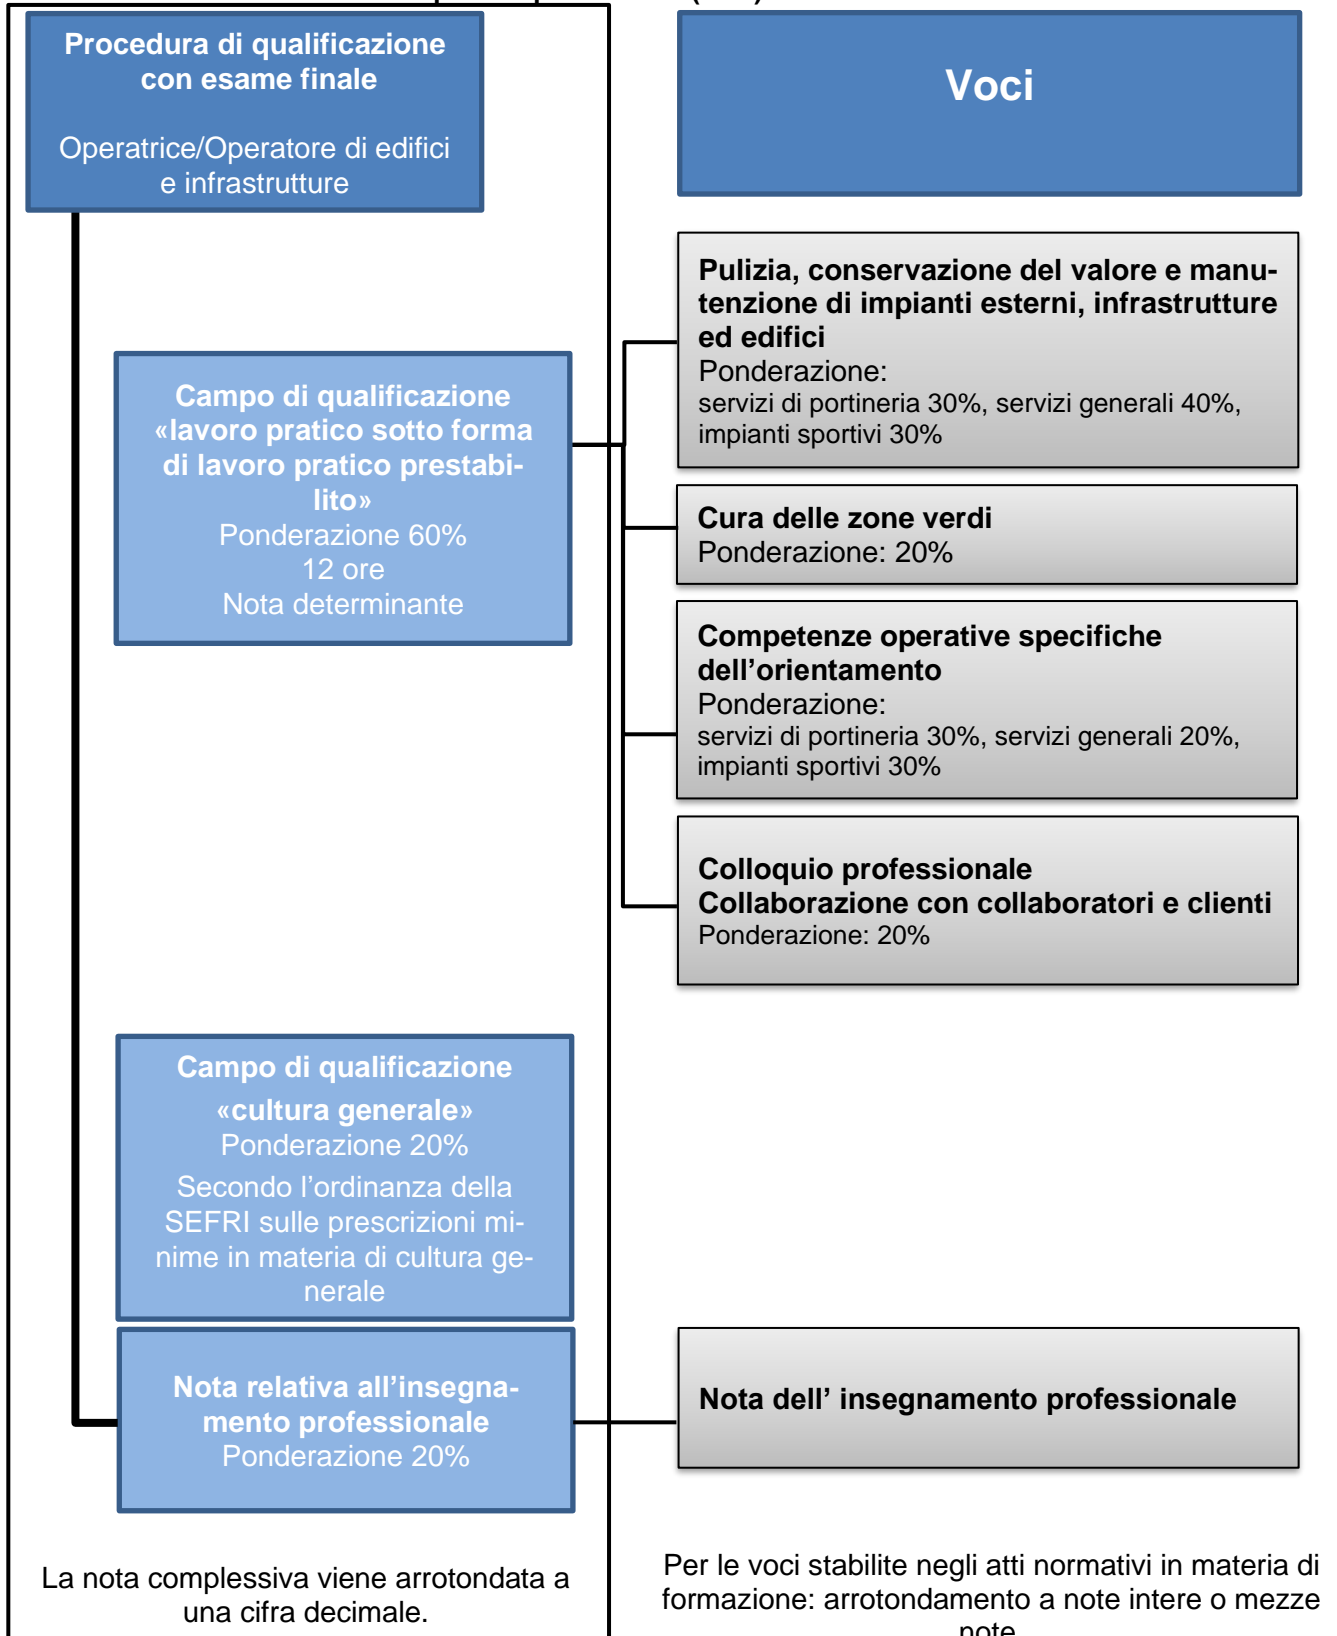 Procedura di qualificazione
con esame finale
Operatrice/Operatore di edifici
e infrastrutture
Voci
Pulizia, conservazione del valore e manu-
tenzione di impianti esterni, infrastrutture
ed edifici
Ponderazione:
servizi di portineria 30%, servizi generali 40%,
impianti sportivi 30%
Campo di qualificazione
«lavoro pratico sotto forma
di lavoro pratico prestabi-
lito»
Ponderazione 60%
12 ore
Nota determinante
Cura delle zone verdi
Ponderazione: 20%
Competenze operative specifiche
dell’orientamento
Ponderazione:
servizi di portineria 30%, servizi generali 20%,
impianti sportivi 30%
Colloquio professionale
Collaborazione con collaboratori e clienti
Ponderazione: 20%
Campo di qualificazione
«cultura generale»
Ponderazione 20%
Secondo l’ordinanza della
SEFRI sulle prescrizioni mi-
nime in materia di cultura ge-
nerale
Nota relativa all’insegna-
mento professionale
Ponderazione 20%
Nota dell’ insegnamento professionale
La nota complessiva viene arrotondata a
una cifra decimale.
Per le voci stabilite negli atti normativi in materia di
formazione: arrotondamento a note intere o mezze
note